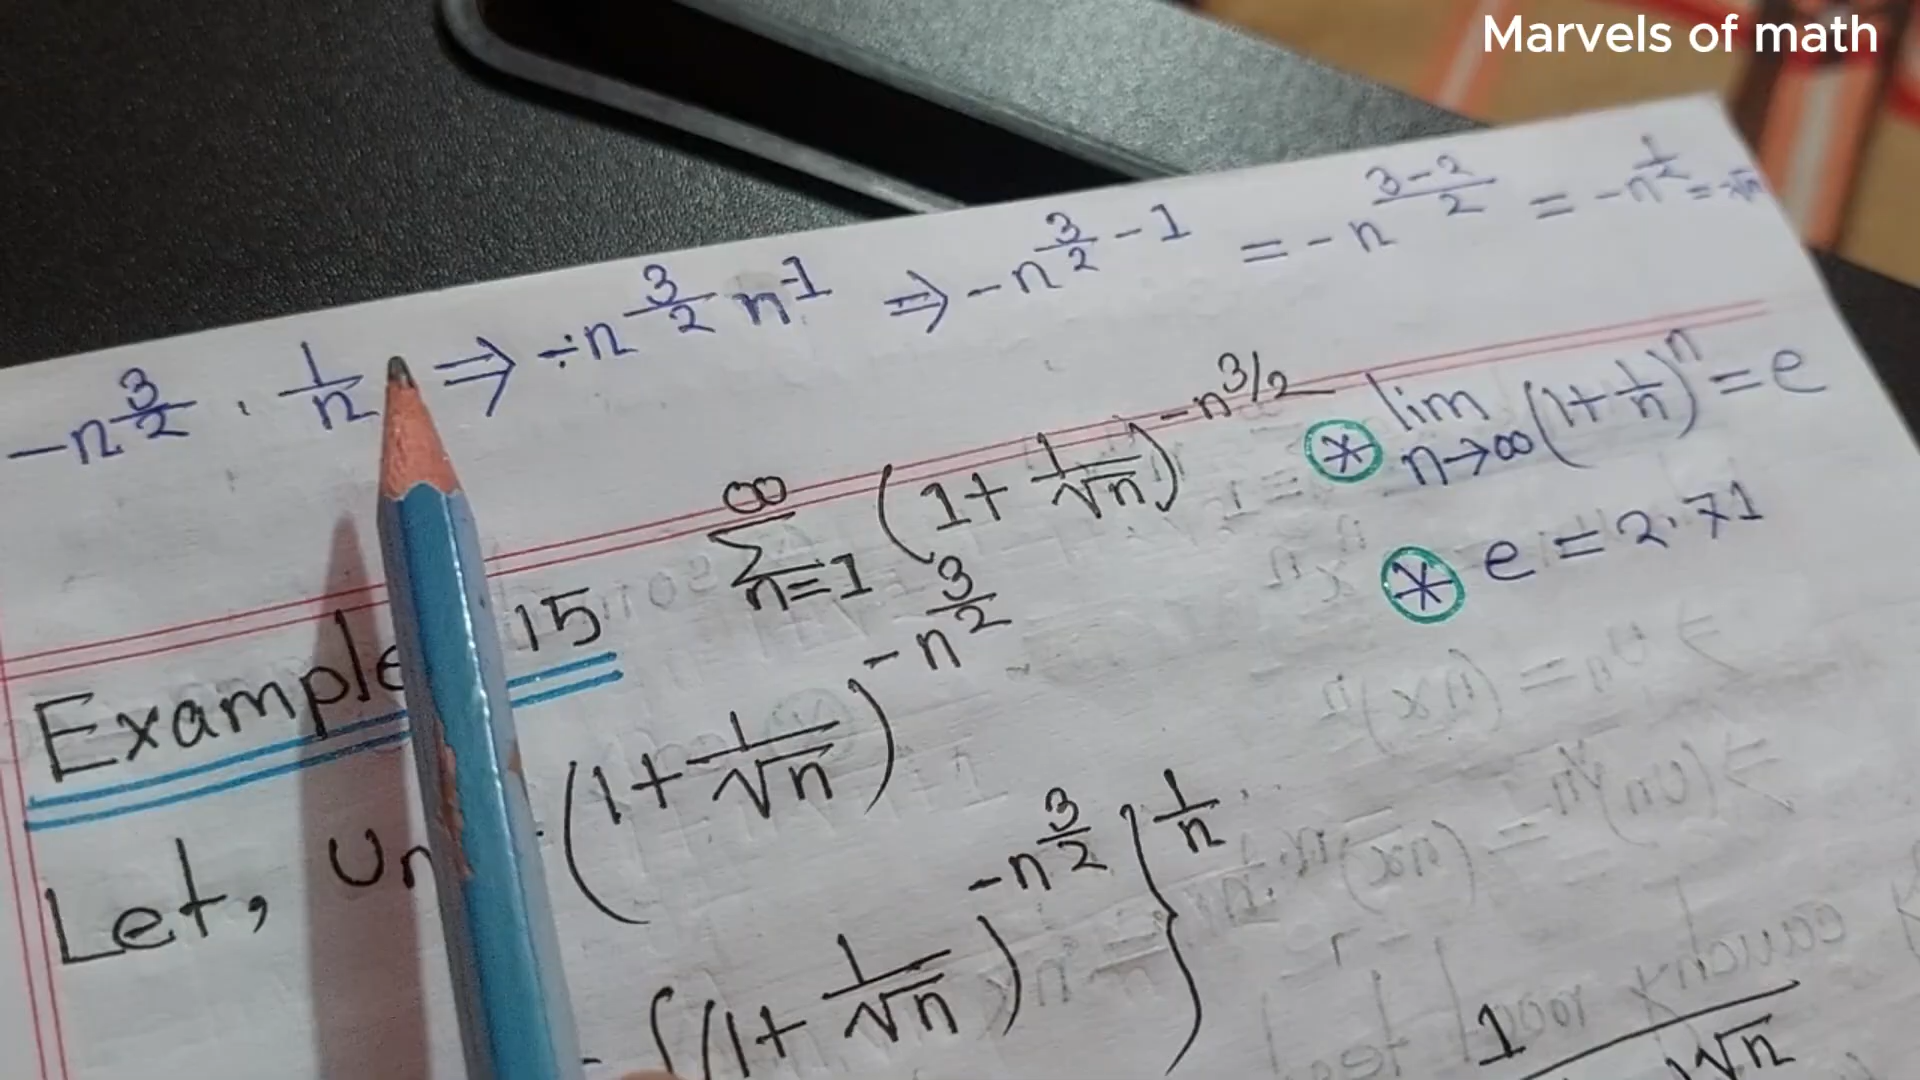 Marvels of math
-n^(3/2) · 1/n ⇒ ÷n^(3/2) n^-1 ⇒ -n^(3/2 - 1) = -n^((3-2)/2) = -n^(1/2) = -√n
Example 15 ∑_(n=1)^∞ (1+1/√n)^(-n^(3/2))
* lim_(n→∞) (1+1/n)^n = e
* e = 2.71
Let, Un (1+1/√n)^(-n^(3/2))
{(1+1/√n)^(-n^(3/2))}^(1/n)
1
√n